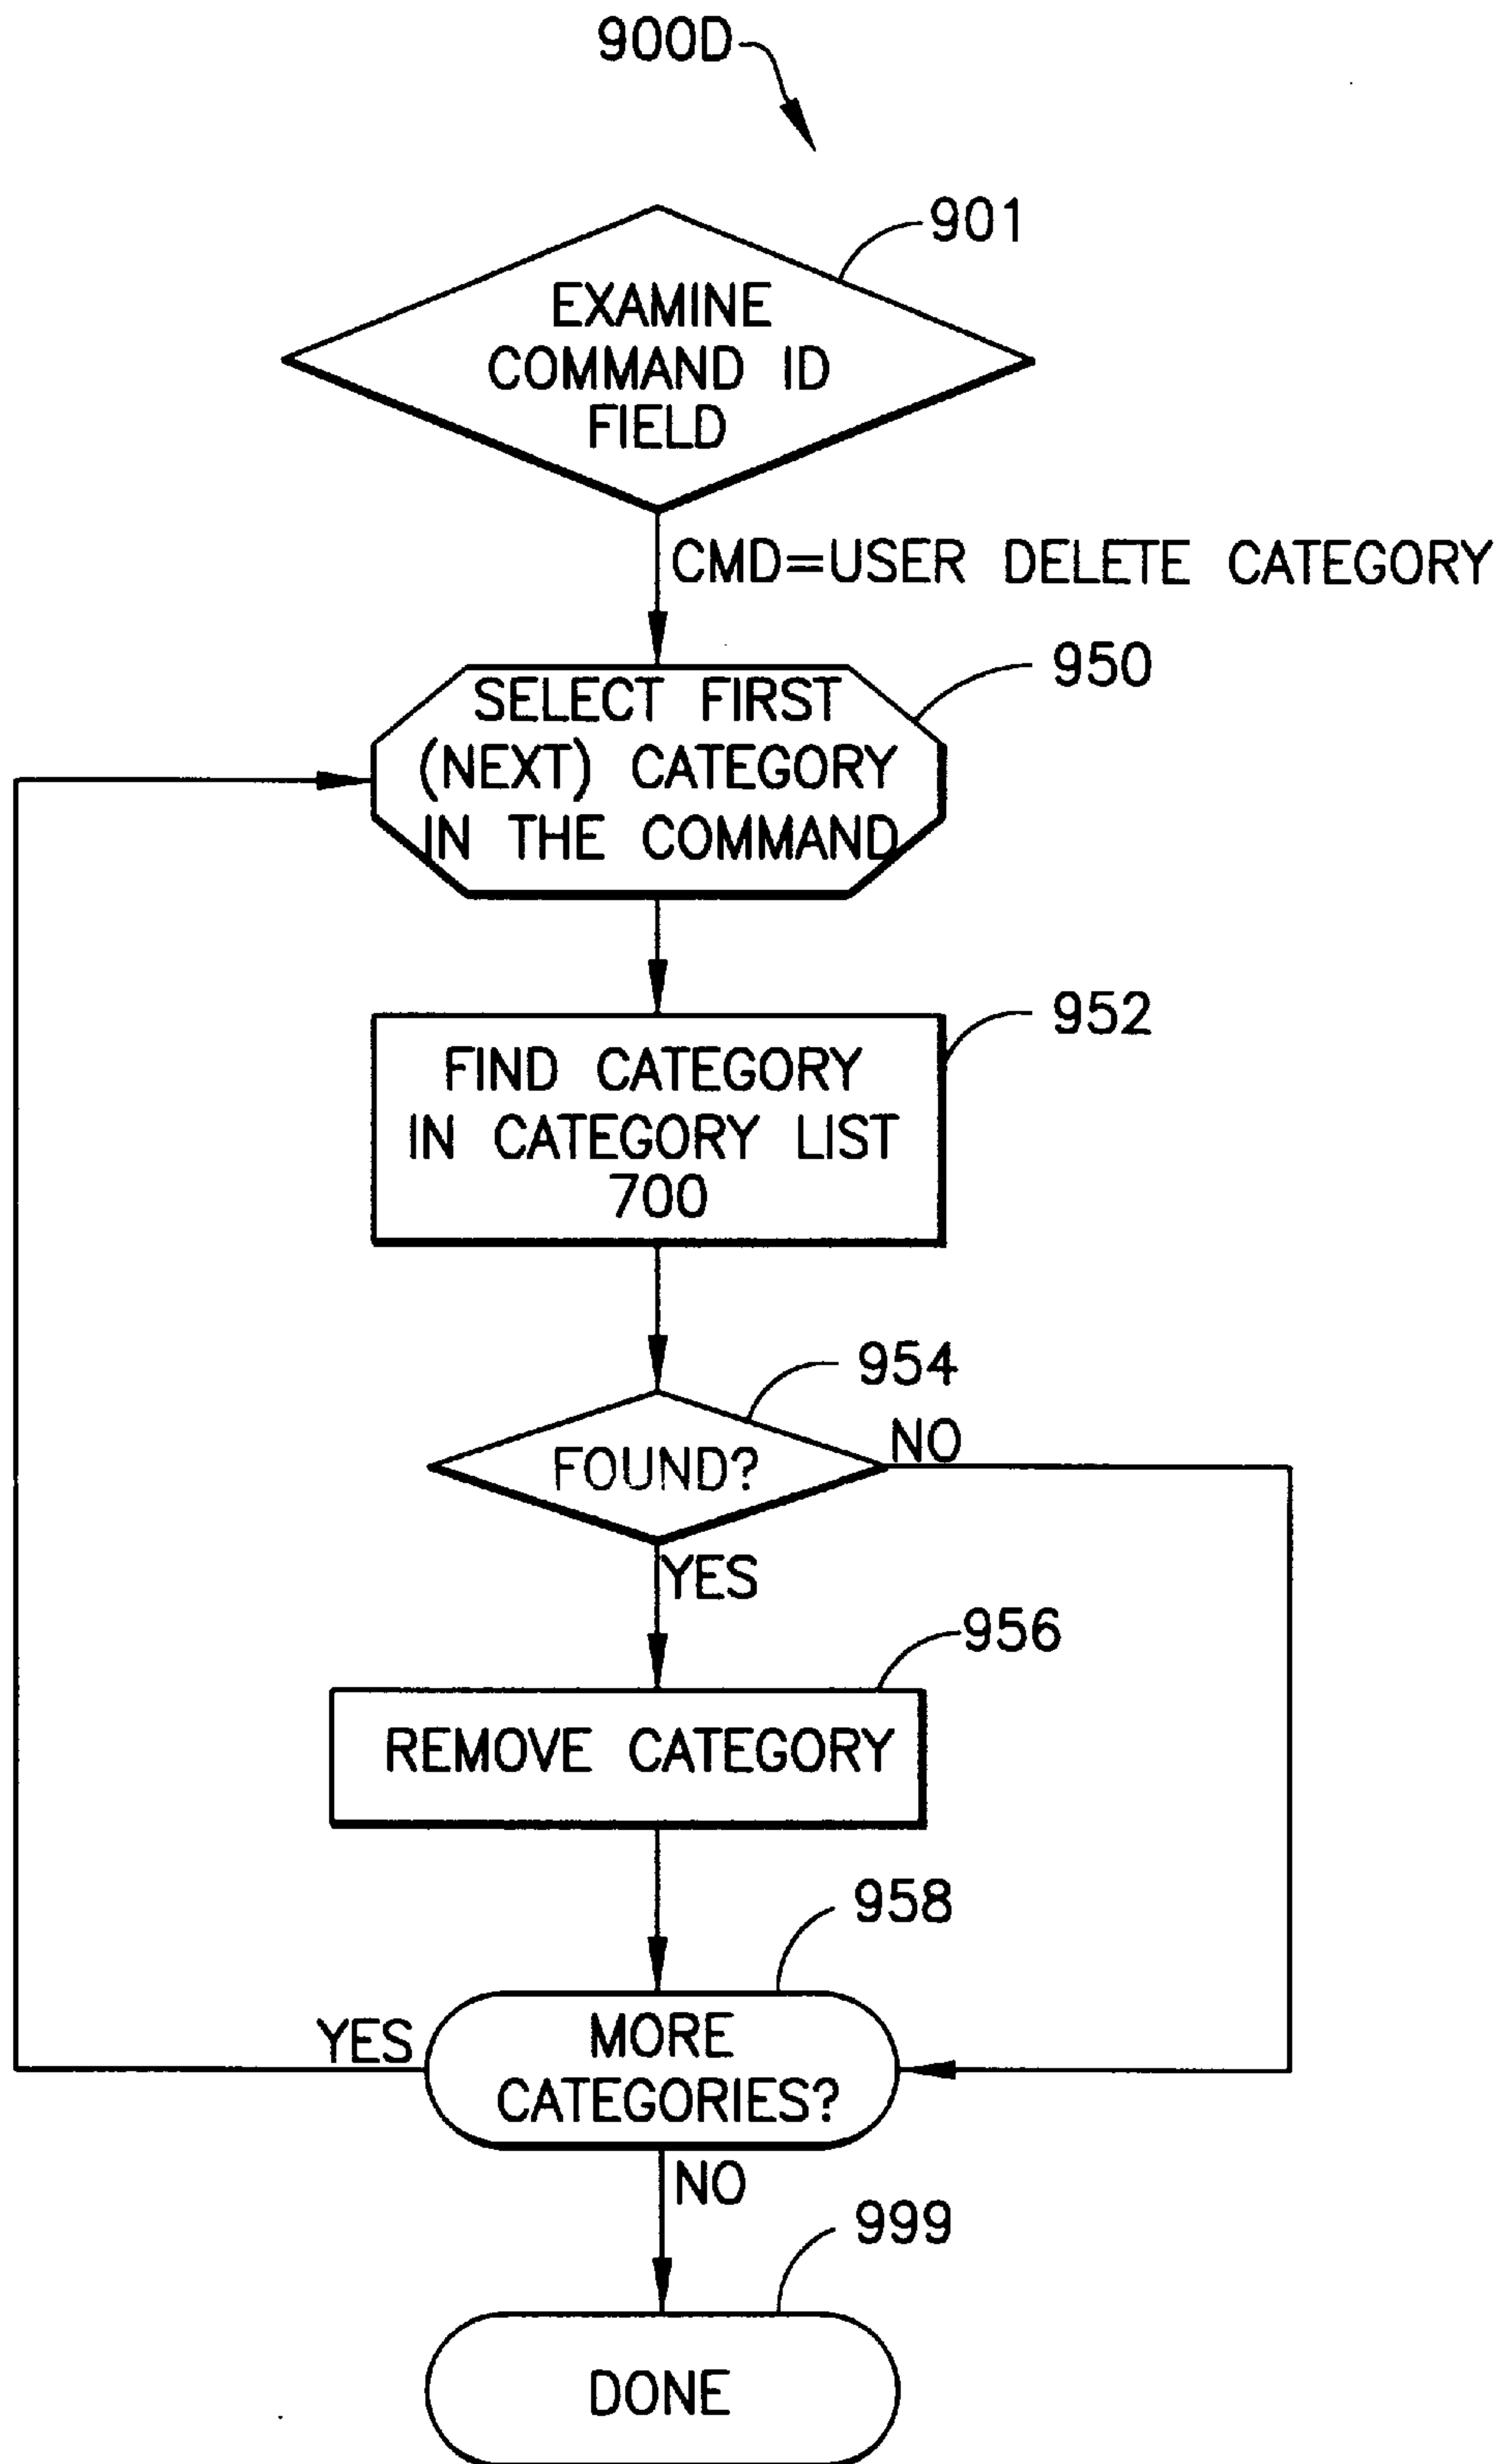 900D
901
EXAMINE
COMMAND ID
FIELD
CMD=USER DELETE CATEGORY
950
SELECT FIRST
(NEXT) CATEGORY
IN THE COMMAND
952
FIND CATEGORY
IN CATEGORY LIST
700
954
FOUND?
NO
YES
956
REMOVE CATEGORY
958
YES
MORE
CATEGORIES?
NO
999
DONE